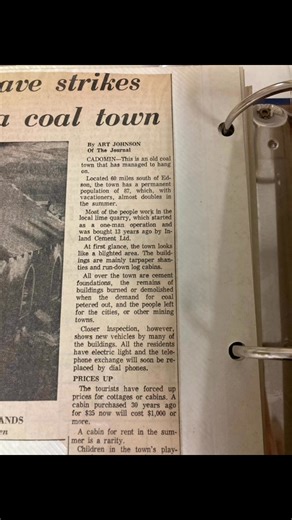 ave strikes
a coal town
By ART JOHNSON
Of The Journal
CADOMIN—This is an old coal
town that has managed to hang
on.
Located 60 miles south of Ed-
son, the town has a permanent
population of 87, which, with
vacationers, almost doubles in
the summer.
Most of the people work in the
local lime quarry, which started
as a one-man operation and
was bought 13 years ago by In-
land Cement Ltd.
At first glance, the town looks
like a blighted area. The build-
ings are mainly tarpaper shan-
ties and run-down log cabins.
All over the town are cement
foundations, the remains of
buildings burned or demolished
when the demand for coal
petered out, and the people left
for the cities, or other mining
towns.
Closer inspection, however,
shows new vehicles by many of
the buildings. All the residents
have electric light and the tele-
phone exchange will soon be re-
placed by dial phones.
PRICES UP
The tourists have forced up
prices for cottages or cabins. A
cabin purchased 30 years ago
for $25 now will cost $1,000 or
more.
A cabin for rent in the sum-
mer is a rarity.
Children in the town's play-
ANDS
en